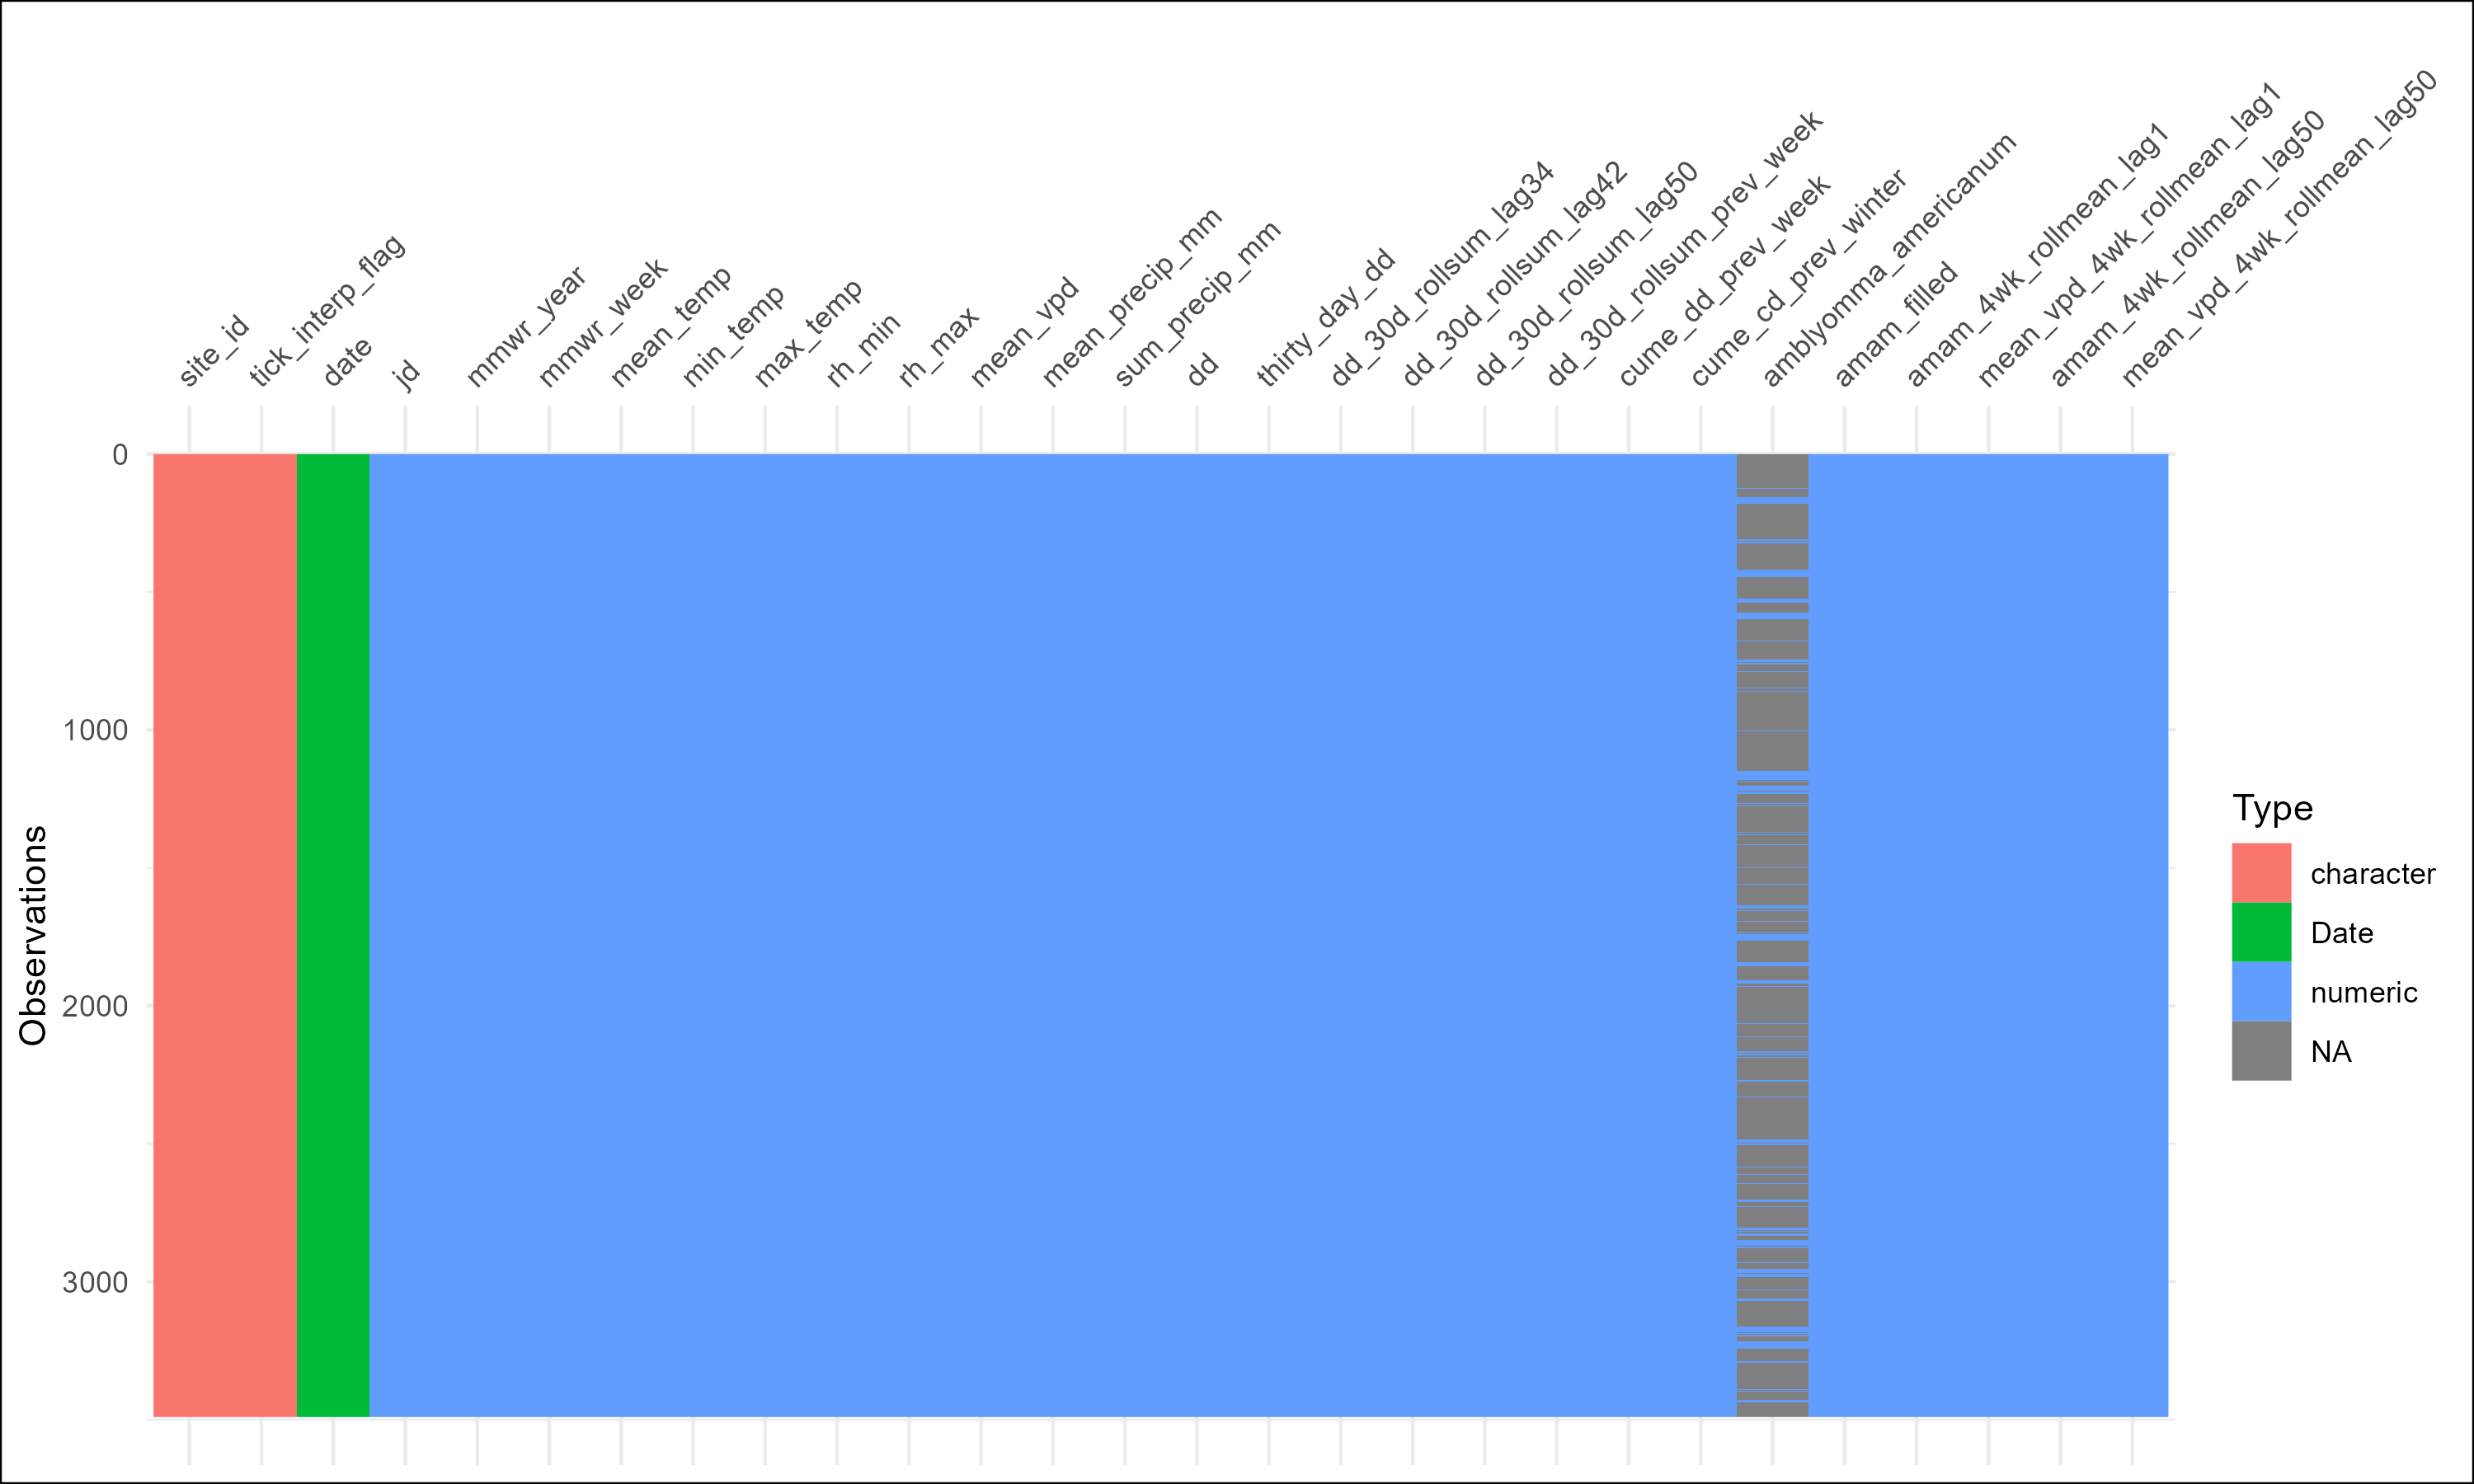 site_id
tick_interp_flag
date
jd
mmwr_year
mmwr_week
mean_temp
min_temp
max_temp
rh_min
rh_max
mean_vpd
mean_precip_mm
sum_precip_mm
dd
thirty_day_dd
dd_30d_rollsum_lag34
dd_30d_rollsum_lag42
dd_30d_rollsum_lag50
dd_30d_rollsum_prev_week
cume_dd_prev_week
cume_cd_prev_winter
amblyomma_americanum
amam_filled
amam_4wk_rollmean_lag1
mean_vpd_4wk_rollmean_lag1
amam_4wk_rollmean_lag50
mean_vpd_4wk_rollmean_lag50
0
1000
2000
3000
Observations
Type
character
Date
numeric
NA